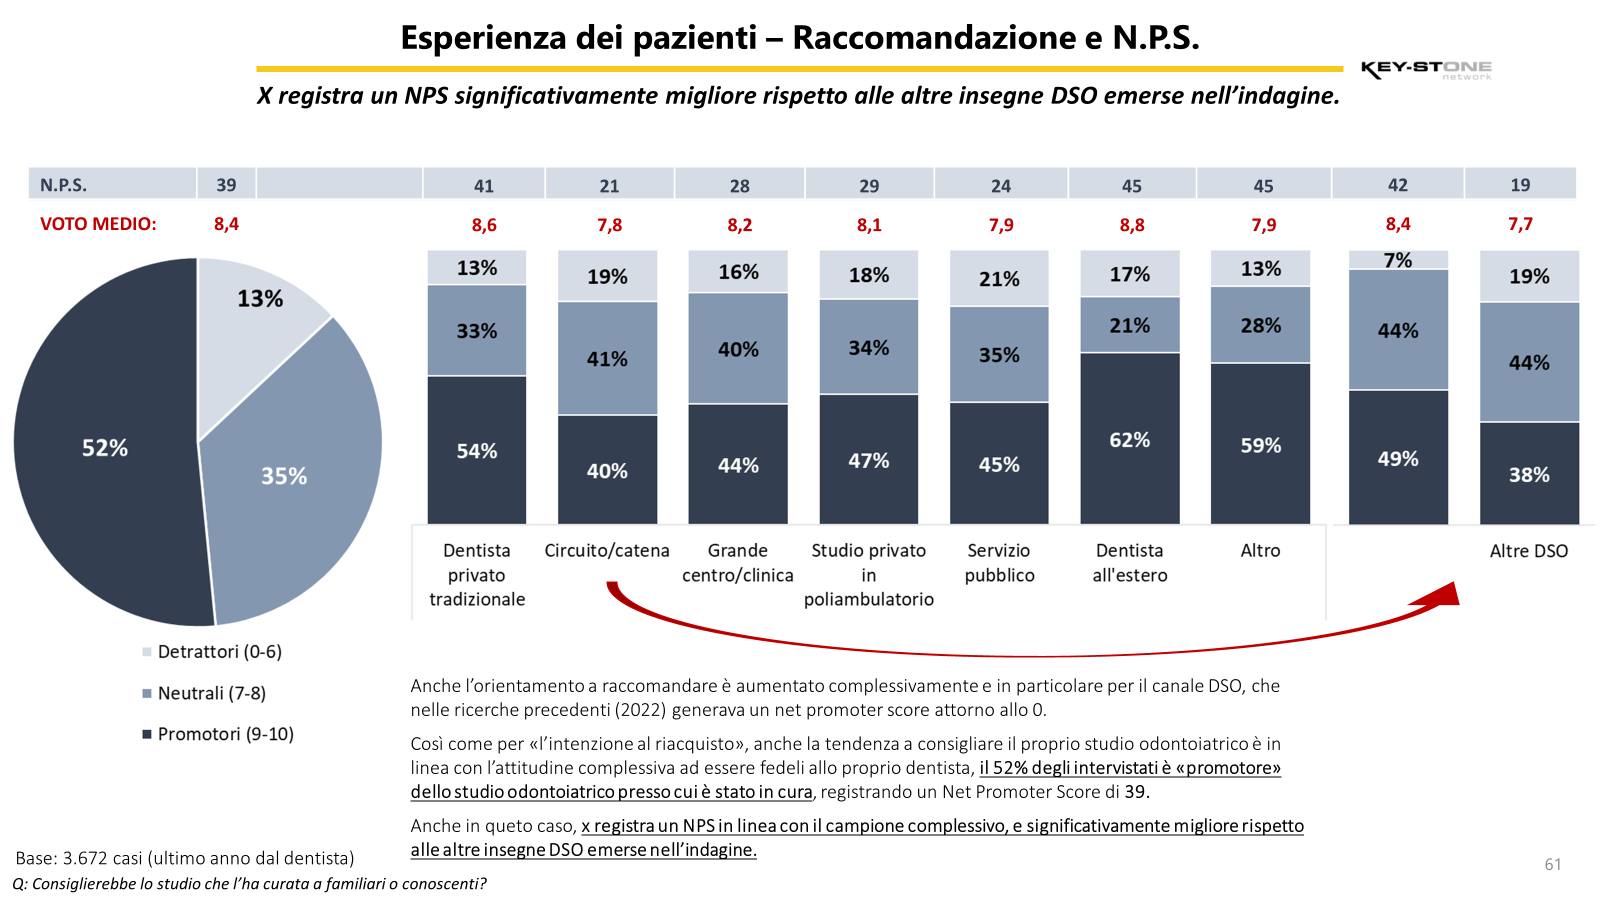 Esperienza dei pazienti – Raccomandazione e N.P.S.
KEY-STONE
network
X registra un NPS significativamente migliore rispetto alle altre insegne DSO emerse nell’indagine.
N.P.S. 39 41 21 28 29 24 45 45 42 19
VOTO MEDIO: 8,4 8,6 7,8 8,2 8,1 7,9 8,8 7,9 8,4 7,7
13%
35%
52%
13% 19% 16% 18% 21% 17% 13% 7% 19%
33% 41% 40% 34% 35% 21% 28% 44% 44%
54% 40% 44% 47% 45% 62% 59% 49% 38%
Dentista
privato
tradizionale
Circuito/catena
Grande
centro/clinica
Studio privato
in
poliambulatorio
Servizio
pubblico
Dentista
all'estero
Altro
Altre DSO
Detrattori (0-6)
Neutrali (7-8)
Promotori (9-10)
Anche l’orientamento a raccomandare è aumentato complessivamente e in particolare per il canale DSO, che
nelle ricerche precedenti (2022) generava un net promoter score attorno allo 0.
Così come per «l’intenzione al riacquisto», anche la tendenza a consigliare il proprio studio odontoiatrico è in
linea con l’attitudine complessiva ad essere fedeli allo proprio dentista, il 52% degli intervistati è «promotore»
dello studio odontoiatrico presso cui è stato in cura, registrando un Net Promoter Score di 39.
Anche in queto caso, x registra un NPS in linea con il campione complessivo, e significativamente migliore rispetto
alle altre insegne DSO emerse nell’indagine.
Base: 3.672 casi (ultimo anno dal dentista)
Q: Consiglierebbe lo studio che l’ha curata a familiari o conoscenti?
61